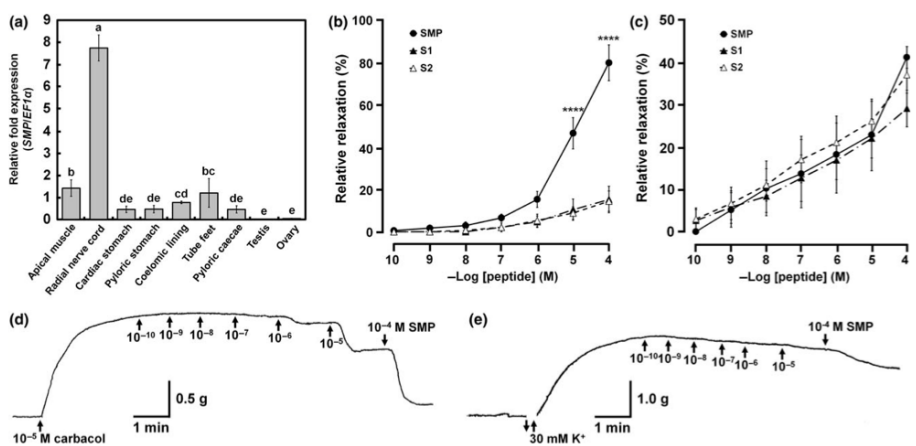 (a)
Relative fold expression
(SMP/EF1α)
9
8
7
6
5
4
3
2
1
0
b
a
de
de
cd
bc
de
e
e
Apical muscle
Radial nerve cord
Cardiac stomach
Pyloric stomach
Coelomic lining
Tube feet
Pyloric caecae
Testis
Ovary
(b)
Relative relaxation (%)
100
80
60
40
20
0
SMP
S1
S2
****
****
10 9 8 7 6 5 4
–Log [peptide] (M)
(c)
Relative relaxation (%)
50
40
30
20
10
0
SMP
S1
S2
10 9 8 7 6 5 4
–Log [peptide] (M)
(d)
10⁻⁴ M SMP
10⁻¹⁰ 10⁻⁹ 10⁻⁸ 10⁻⁷ 10⁻⁶ 10⁻⁵
0.5 g
1 min
10⁻⁵ M carbacol
(e)
10⁻⁴ M SMP
10⁻¹⁰ 10⁻⁹ 10⁻⁸ 10⁻⁷ 10⁻⁶ 10⁻⁵
1.0 g
1 min
30 mM K⁺